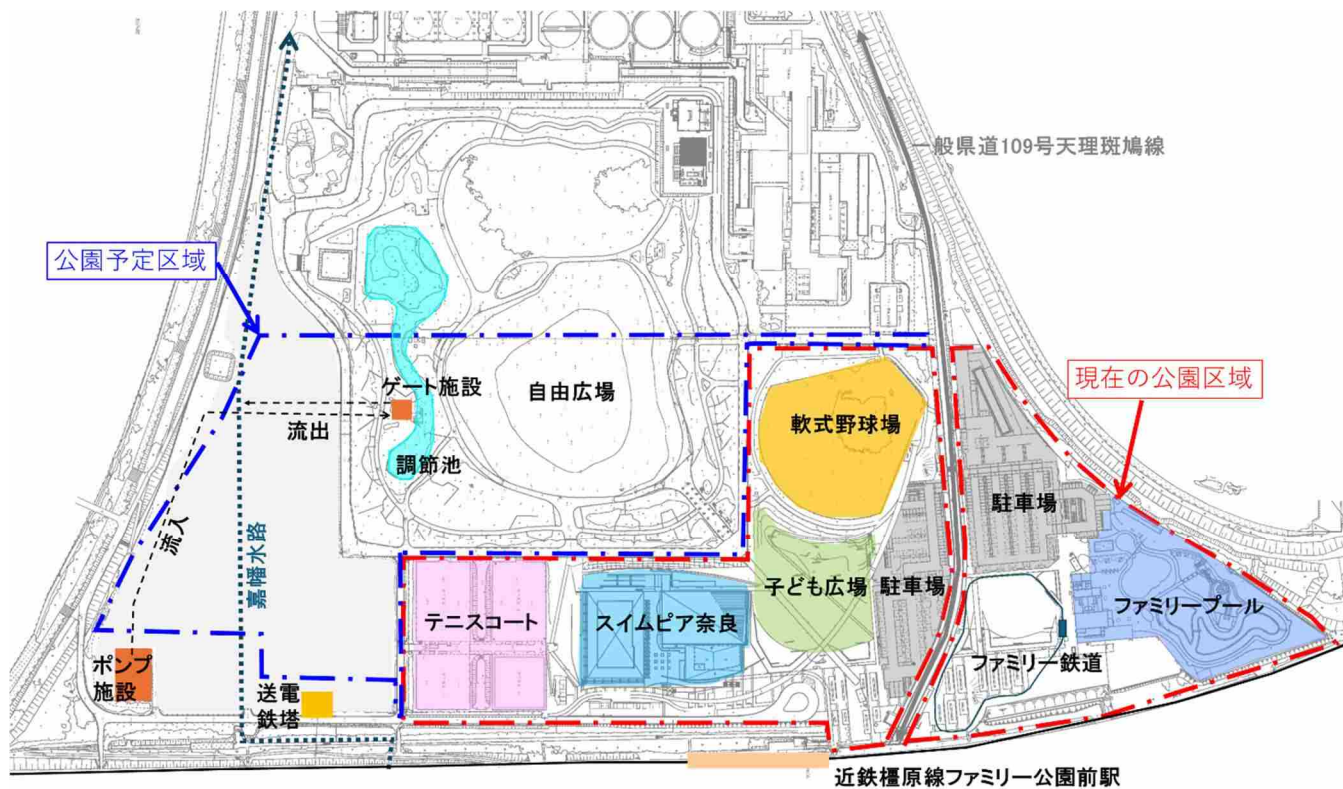 一般県道109号天理斑鳩線
公園予定区域
現在の公園区域
ゲート施設
自由広場
軟式野球場
流出
調節池
駐車場
流入
嘉幡水路
子ども広場
駐車場
テニスコート
スイムピア奈良
ファミリープール
ポンプ
施設
ファミリー鉄道
送電
鉄塔
近鉄橿原線ファミリー公園前駅